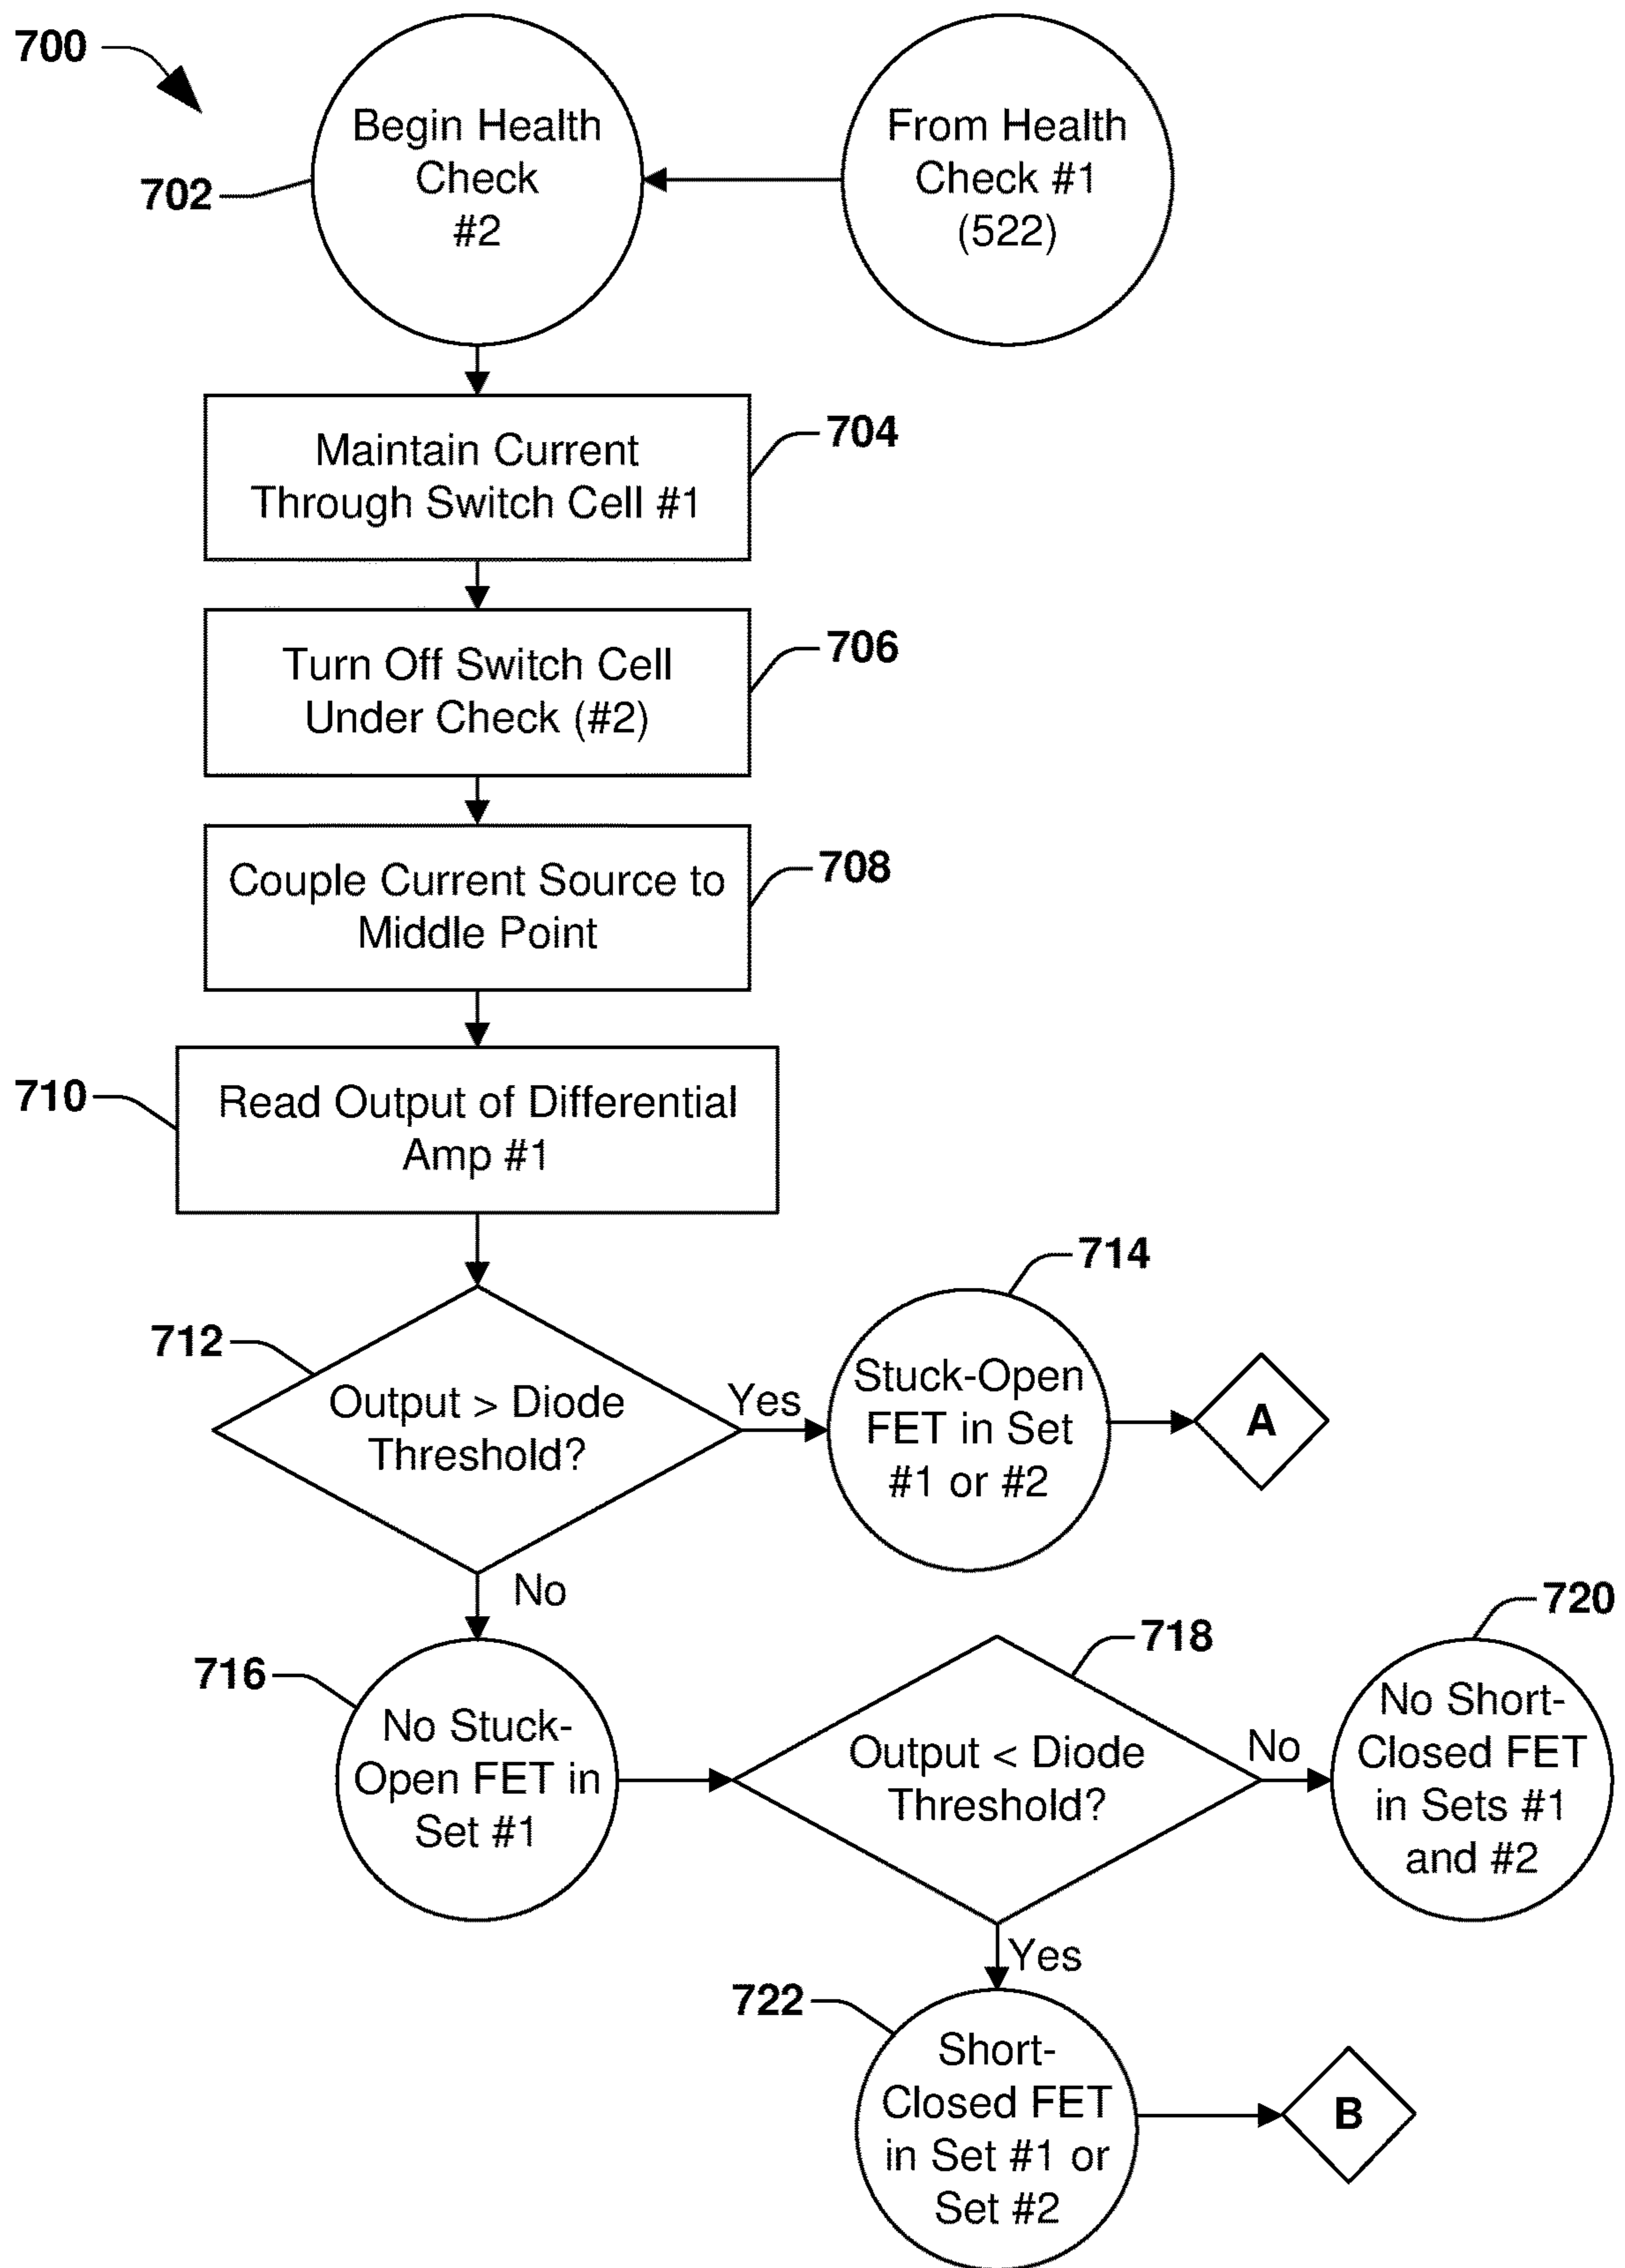 700
Begin Health
Check
#2
702
From Health
Check #1
(522)
Maintain Current
Through Switch Cell #1
704
Turn Off Switch Cell
Under Check (#2)
706
Couple Current Source to
Middle Point
708
710
Read Output of Differential
Amp #1
712
Output > Diode
Threshold?
Yes
714
Stuck-Open
FET in Set
#1 or #2
A
No
716
No Stuck-
Open FET in
Set #1
718
Output < Diode
Threshold?
No
720
No Short-
Closed FET
in Sets #1
and #2
Yes
722
Short-
Closed FET
in Set #1 or
Set #2
B